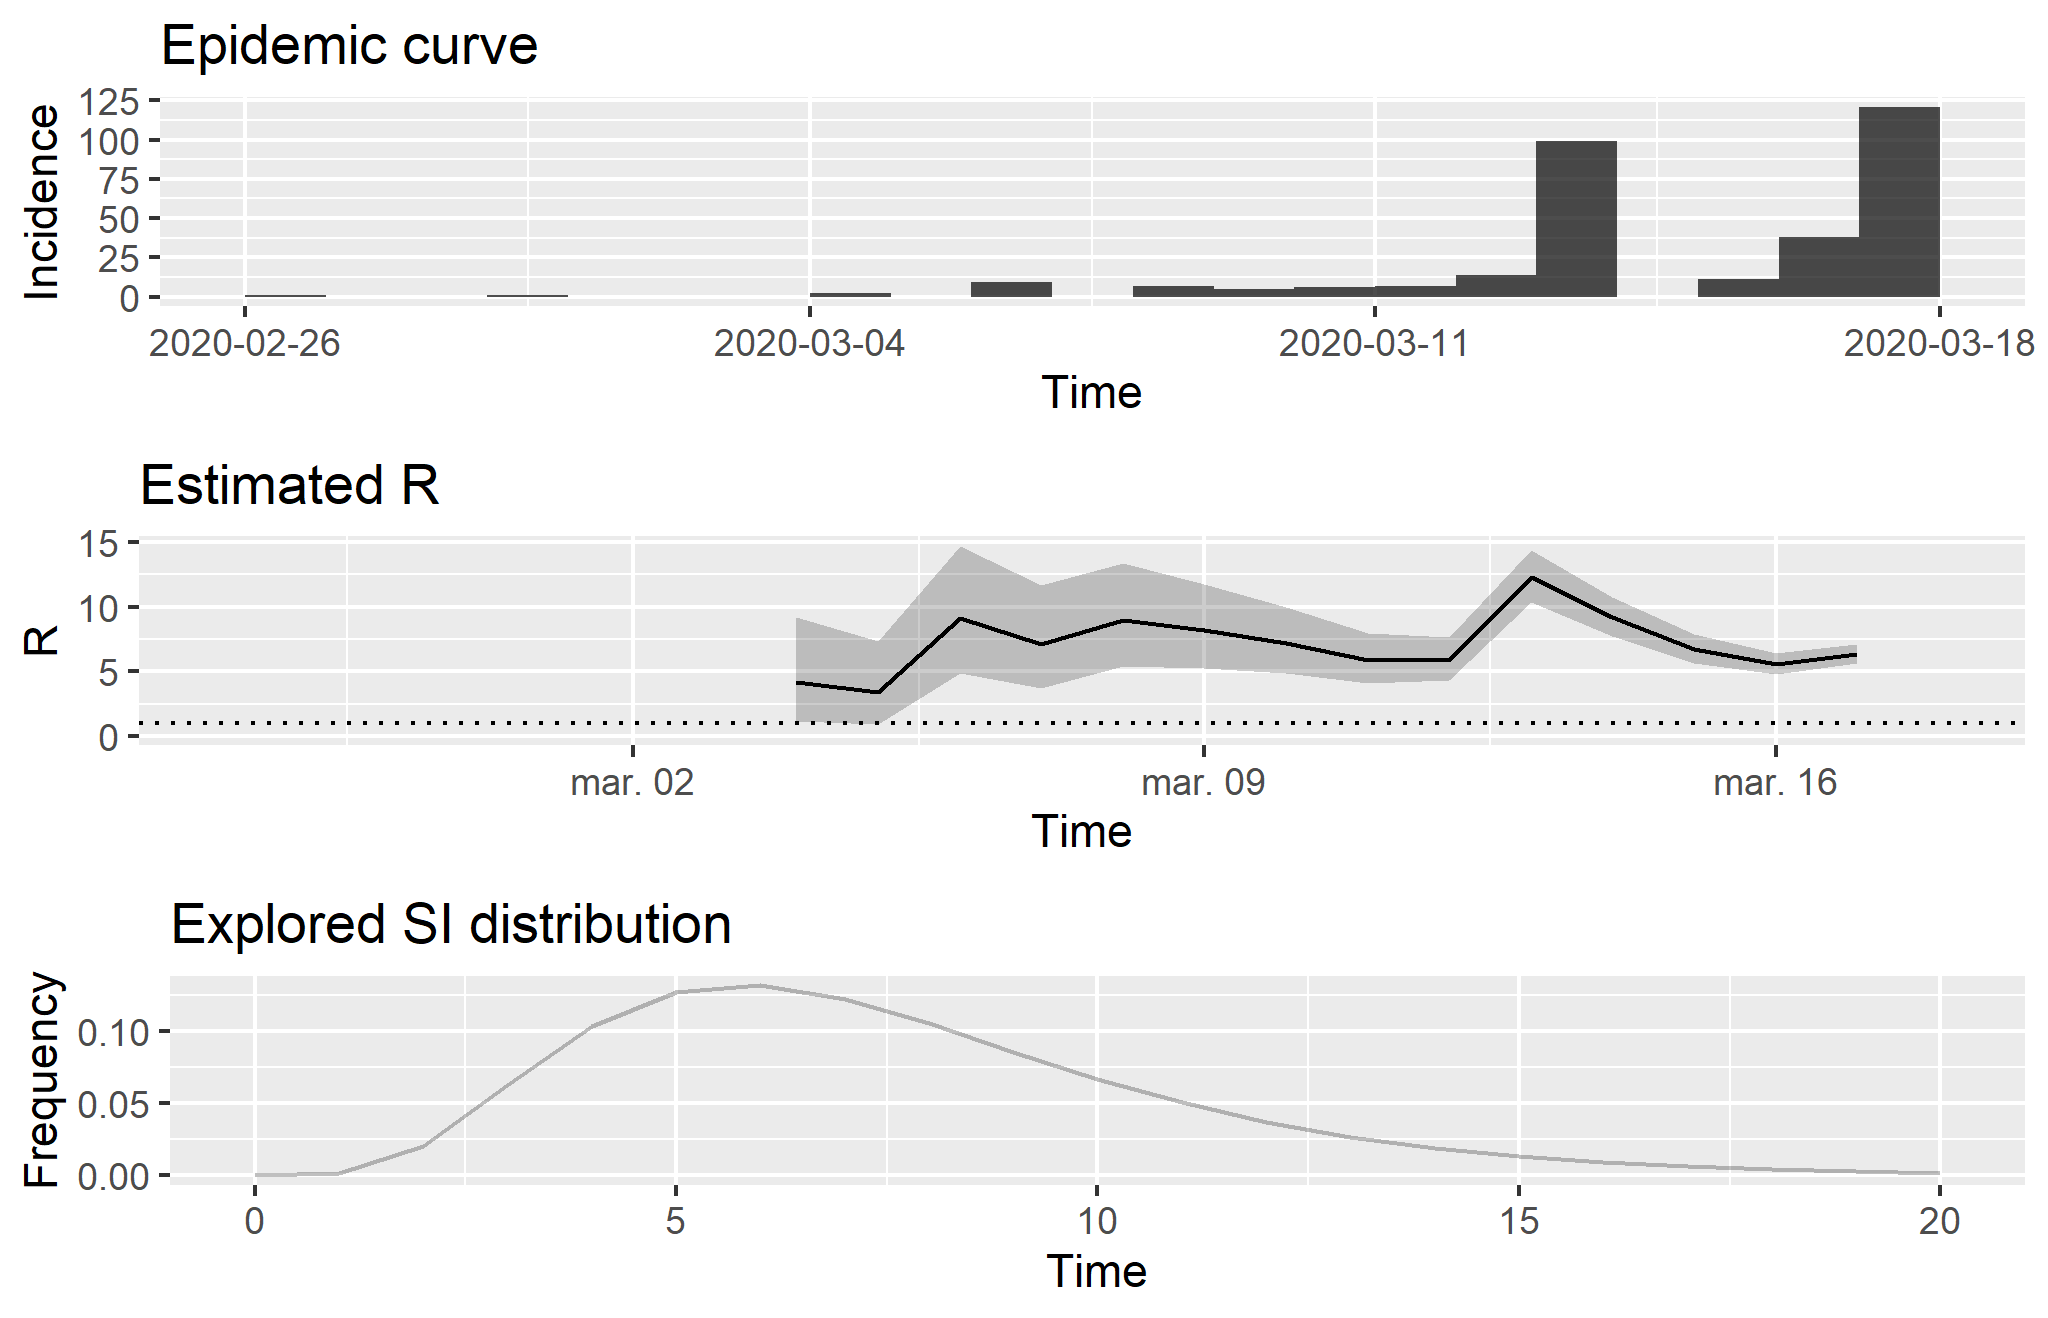 Epidemic curve
Incidence
125
100
75
50
25
0
2020-02-26 2020-03-04 2020-03-11 2020-03-18
Time
Estimated R
R
15
10
5
0
mar. 02 mar. 09 mar. 16
Time
Explored SI distribution
Frequency
0.10
0.05
0.00
0 5 10 15 20
Time